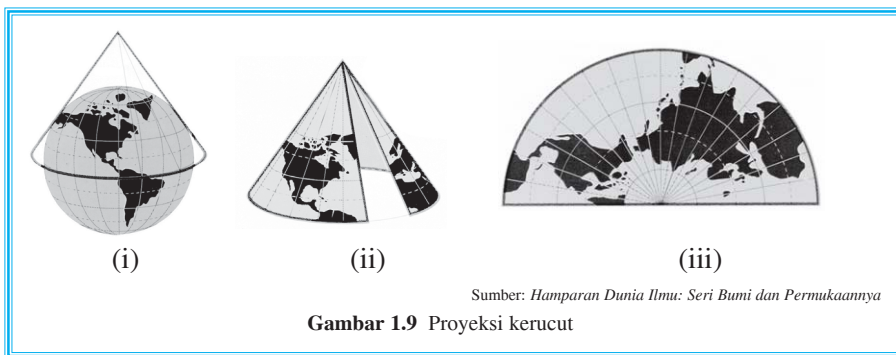 (i) (ii) (iii)
Sumber: Hamparan Dunia Ilmu: Seri Bumi dan Permukaannya
Gambar 1.9 Proyeksi kerucut